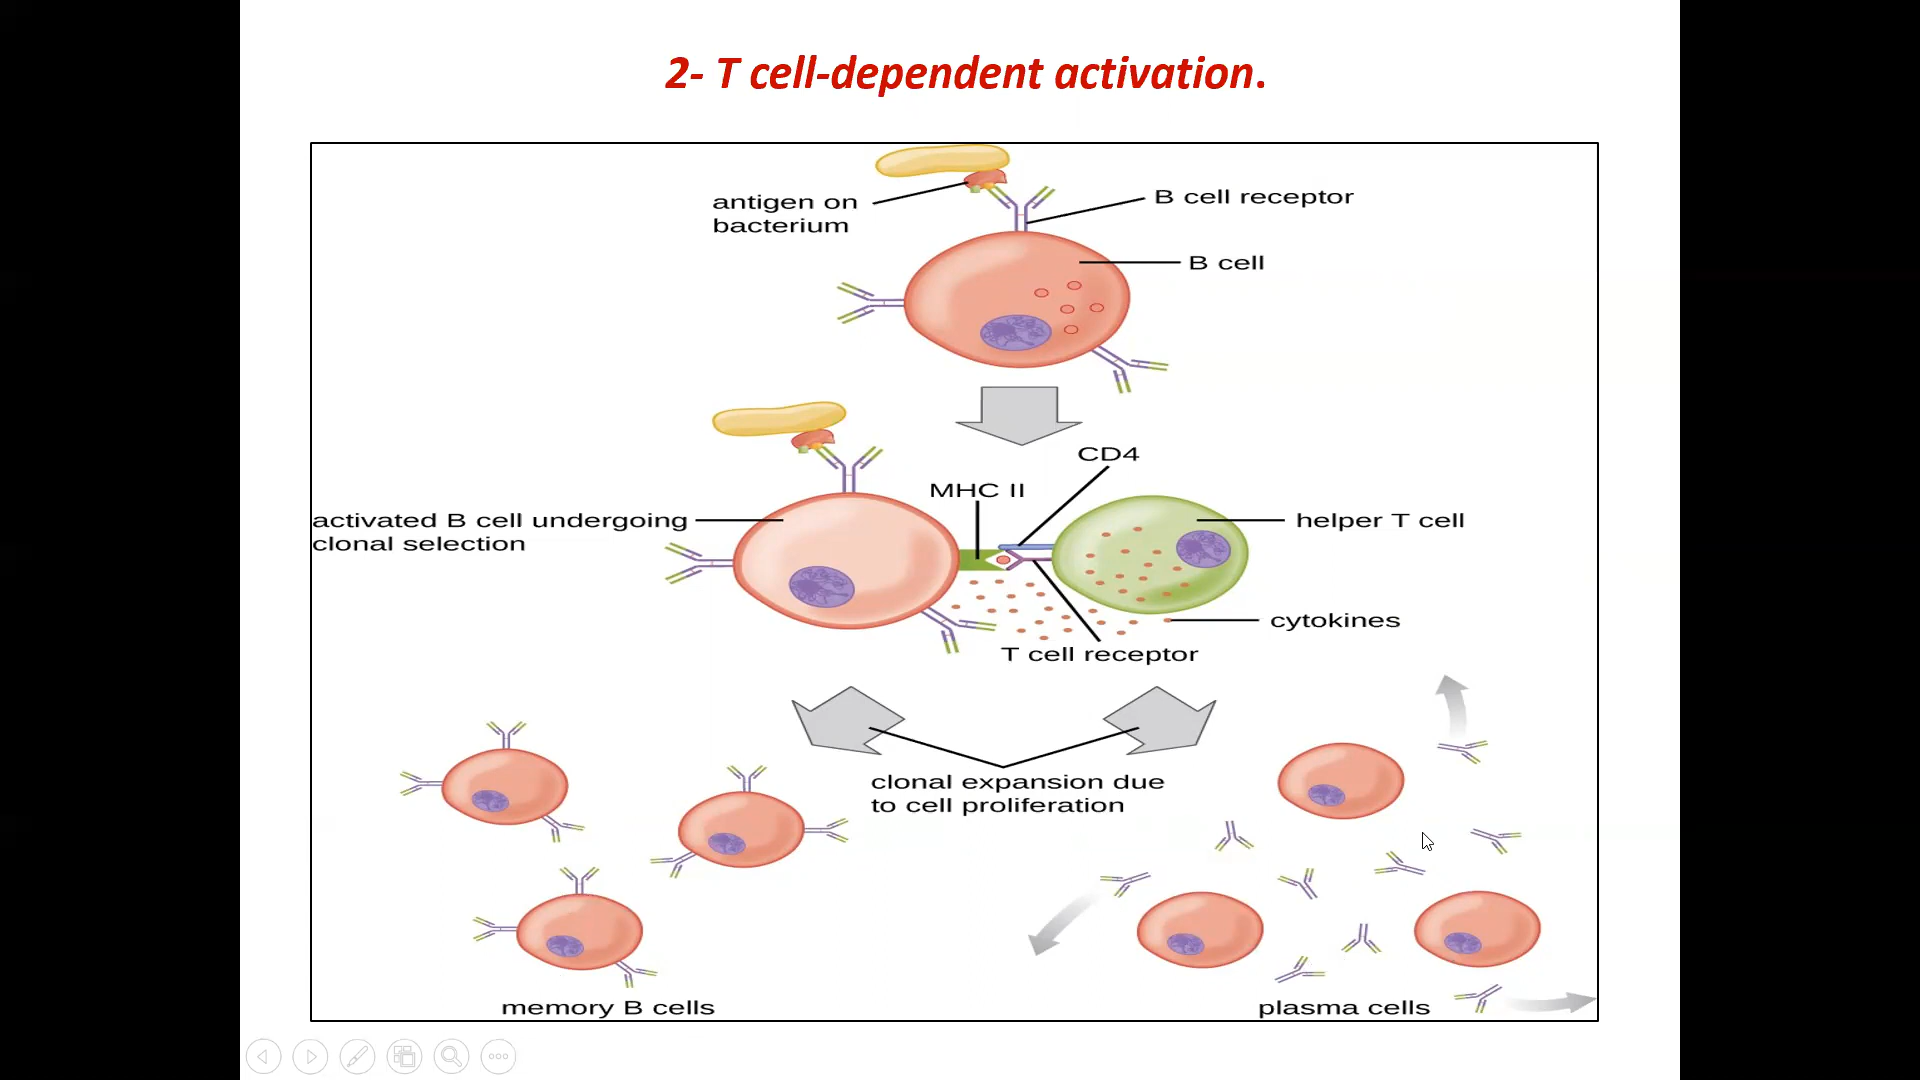 2- T cell-dependent activation.
antigen on
bacterium
B cell receptor
B cell
CD4
MHC II
activated B cell undergoing
clonal selection
helper T cell
cytokines
T cell receptor
clonal expansion due
to cell proliferation
memory B cells
plasma cells